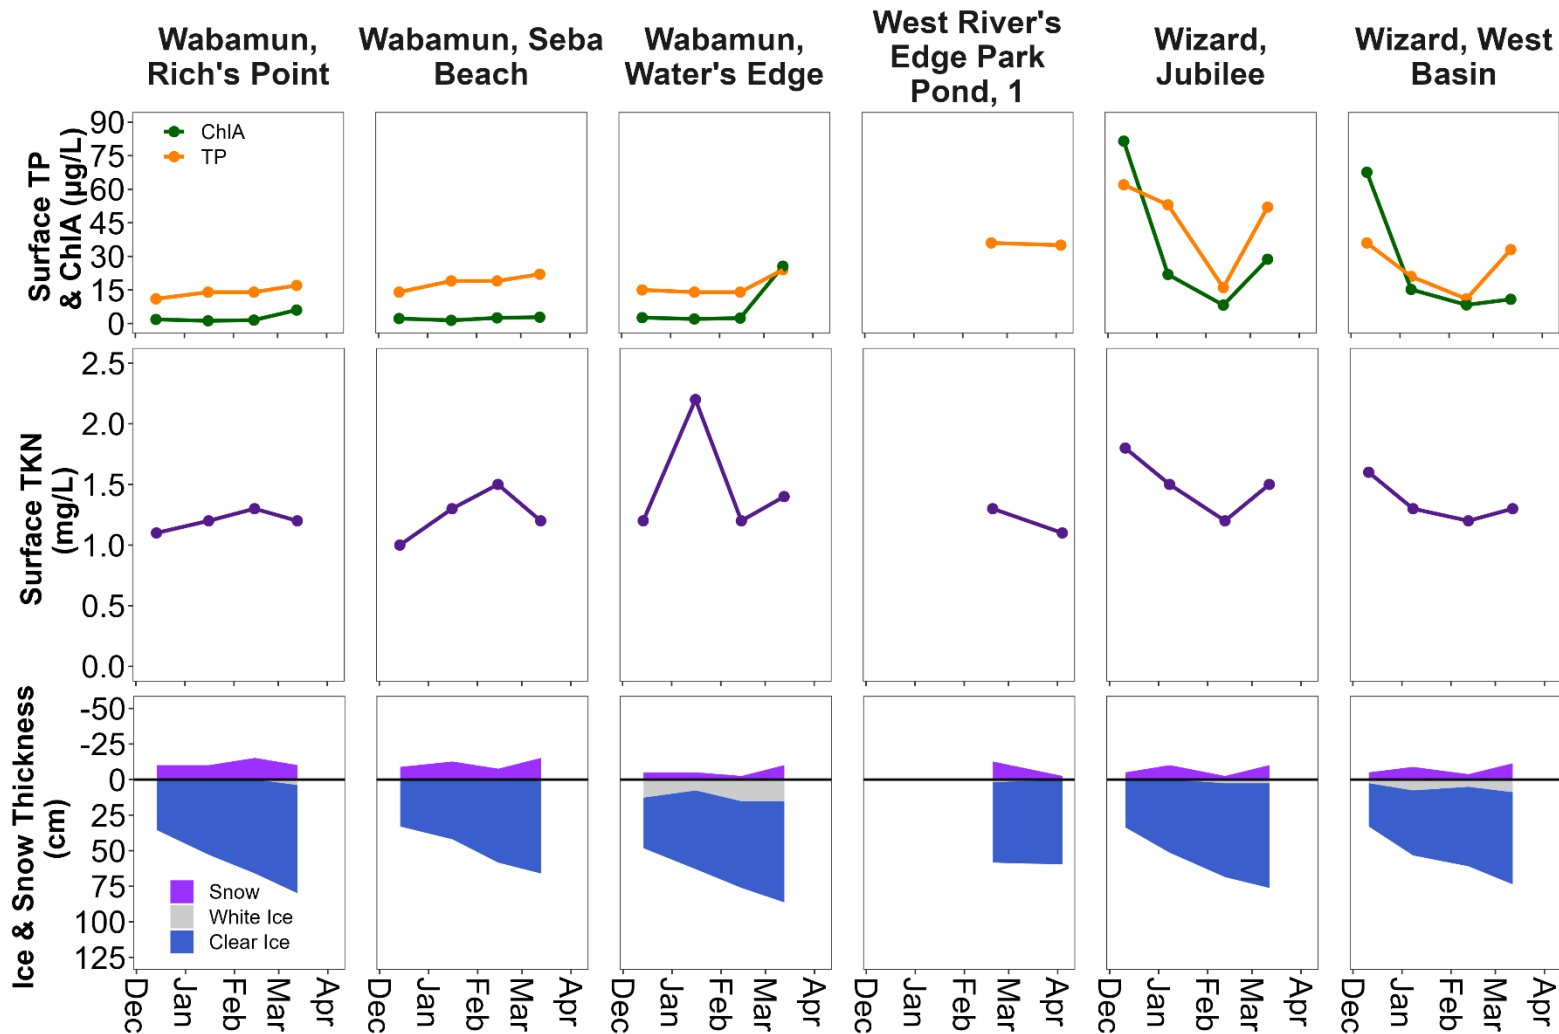 Wabamun,
Rich's Point
Wabamun, Seba
Beach
Wabamun,
Water's Edge
West River's
Edge Park
Pond, 1
Wizard,
Jubilee
Wizard, West
Basin
Surface TP
& ChlA (µg/L)
90
75
60
45
30
15
0
ChlA
TP
Surface TKN
(mg/L)
2.5
2.0
1.5
1.0
0.5
0.0
Ice & Snow Thickness
(cm)
-50
-25
0
25
50
75
100
125
Snow
White Ice
Clear Ice
Dec Jan Feb Mar Apr
Dec Jan Feb Mar Apr
Dec Jan Feb Mar Apr
Dec Jan Feb Mar Apr
Dec Jan Feb Mar Apr
Dec Jan Feb Mar Apr